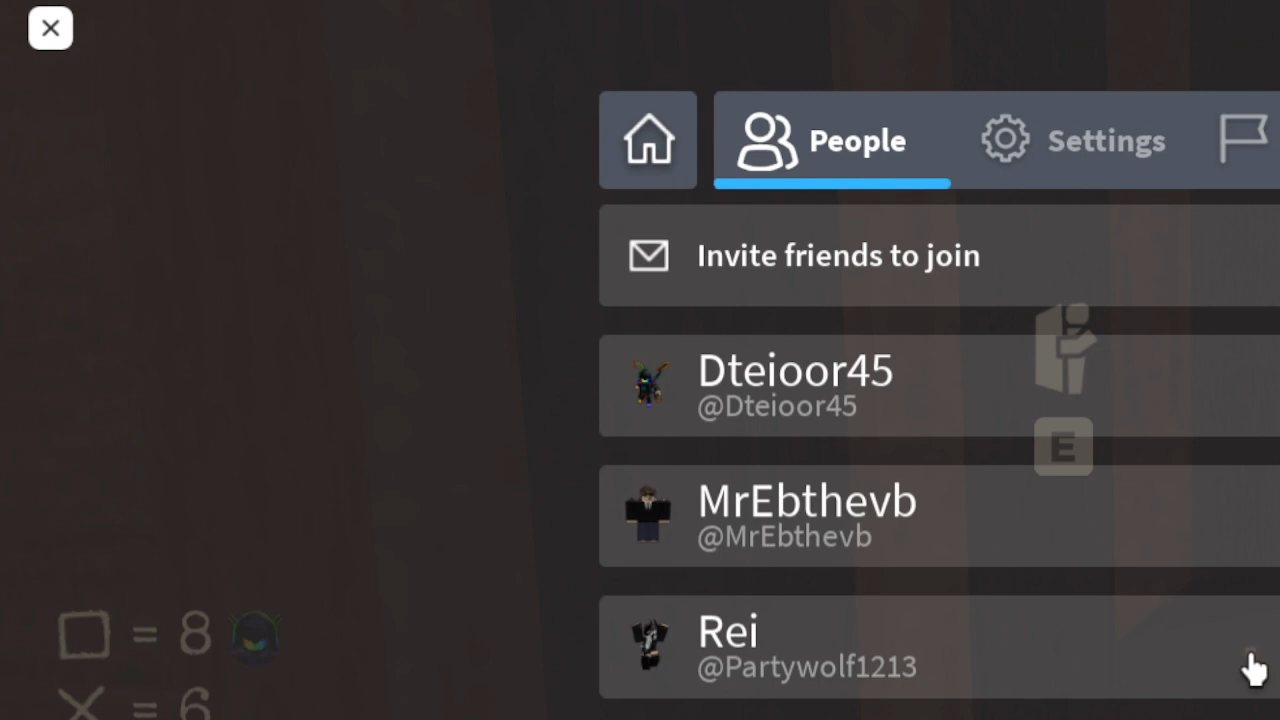 People
Settings
Invite friends to join
Dteioor45
@Dteioor45
E
MrEbthevb
@MrEbthevb
Rei
@Partywolf1213
□ = 8
X = 6